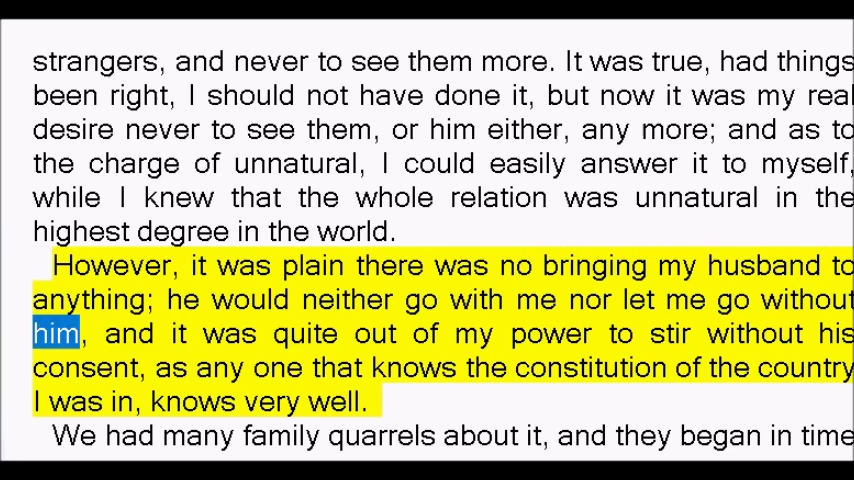 strangers, and never to see them more. It was true, had things
been right, I should not have done it, but now it was my real
desire never to see them, or him either, any more; and as to
the charge of unnatural, I could easily answer it to myself,
while I knew that the whole relation was unnatural in the
highest degree in the world.
However, it was plain there was no bringing my husband to
anything; he would neither go with me nor let me go without
him, and it was quite out of my power to stir without his
consent, as any one that knows the constitution of the country
I was in, knows very well.
We had many family quarrels about it, and they began in time